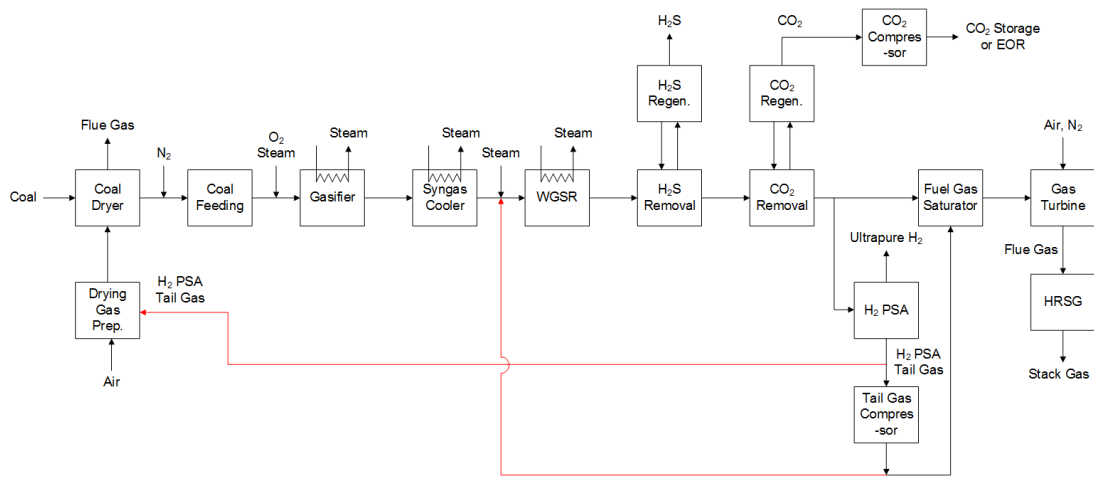 H₂S
CO₂
CO₂
Compres
-sor
CO₂ Storage
or EOR
H₂S
Regen.
CO₂
Regen.
Flue Gas
N₂
O₂
Steam
Steam
Steam
Steam
Steam
Air, N₂
Coal
Coal
Dryer
Coal
Feeding
Gasifier
Syngas
Cooler
WGSR
H₂S
Removal
CO₂
Removal
Fuel Gas
Saturator
Gas
Turbine
Ultrapure H₂
Flue Gas
H₂ PSA
Tail Gas
Drying
Gas
Prep.
H₂ PSA
HRSG
Air
H₂ PSA
Tail Gas
Stack Gas
Tail Gas
Compres
-sor